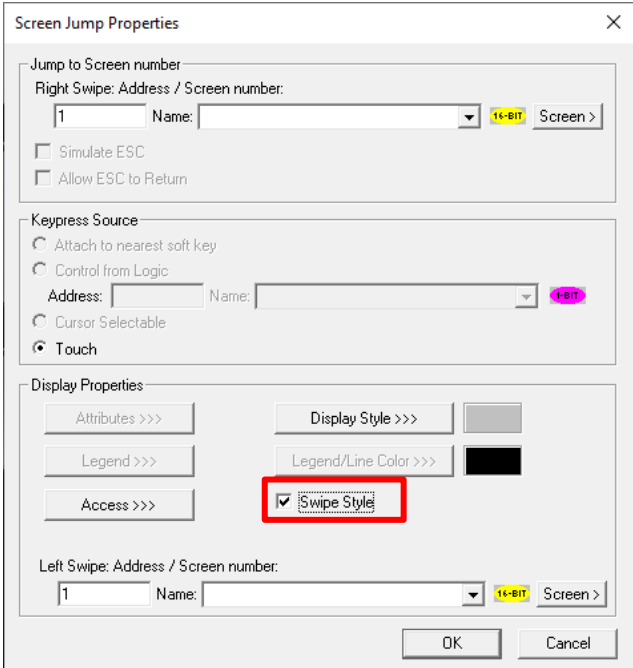 Screen Jump Properties
Jump to Screen number
Right Swipe: Address / Screen number:
1 Name: 16-BIT Screen >
Simulate ESC
Allow ESC to Return
Keypress Source
Attach to nearest soft key
Control from Logic
Address: Name: 1-BIT
Cursor Selectable
Touch
Display Properties
Attributes >>> Display Style >>>
Legend >>> Legend/Line Color >>>
Access >>> Swipe Style
Left Swipe: Address / Screen number:
1 Name: 16-BIT Screen >
OK Cancel